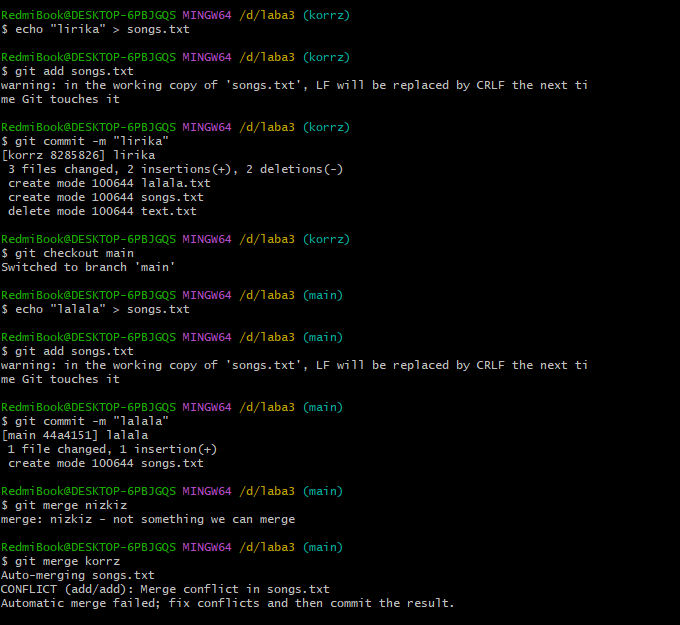 RedmiBook@DESKTOP-6PBJGQS MINGW64 /d/laba3 (korrz)
$ echo "lirika" > songs.txt
RedmiBook@DESKTOP-6PBJGQS MINGW64 /d/laba3 (korrz)
$ git add songs.txt
warning: in the working copy of 'songs.txt', LF will be replaced by CRLF the next ti
me Git touches it
RedmiBook@DESKTOP-6PBJGQS MINGW64 /d/laba3 (korrz)
$ git commit -m "lirika"
[korrz 8285826] lirika
 3 files changed, 2 insertions(+), 2 deletions(-)
 create mode 100644 lalala.txt
 create mode 100644 songs.txt
 delete mode 100644 text.txt
RedmiBook@DESKTOP-6PBJGQS MINGW64 /d/laba3 (korrz)
$ git checkout main
Switched to branch 'main'
RedmiBook@DESKTOP-6PBJGQS MINGW64 /d/laba3 (main)
$ echo "lalala" > songs.txt
RedmiBook@DESKTOP-6PBJGQS MINGW64 /d/laba3 (main)
$ git add songs.txt
warning: in the working copy of 'songs.txt', LF will be replaced by CRLF the next ti
me Git touches it
RedmiBook@DESKTOP-6PBJGQS MINGW64 /d/laba3 (main)
$ git commit -m "lalala"
[main 44a4151] lalala
 1 file changed, 1 insertion(+)
 create mode 100644 songs.txt
RedmiBook@DESKTOP-6PBJGQS MINGW64 /d/laba3 (main)
$ git merge nizkiz
merge: nizkiz - not something we can merge
RedmiBook@DESKTOP-6PBJGQS MINGW64 /d/laba3 (main)
$ git merge korrz
Auto-merging songs.txt
CONFLICT (add/add): Merge conflict in songs.txt
Automatic merge failed; fix conflicts and then commit the result.